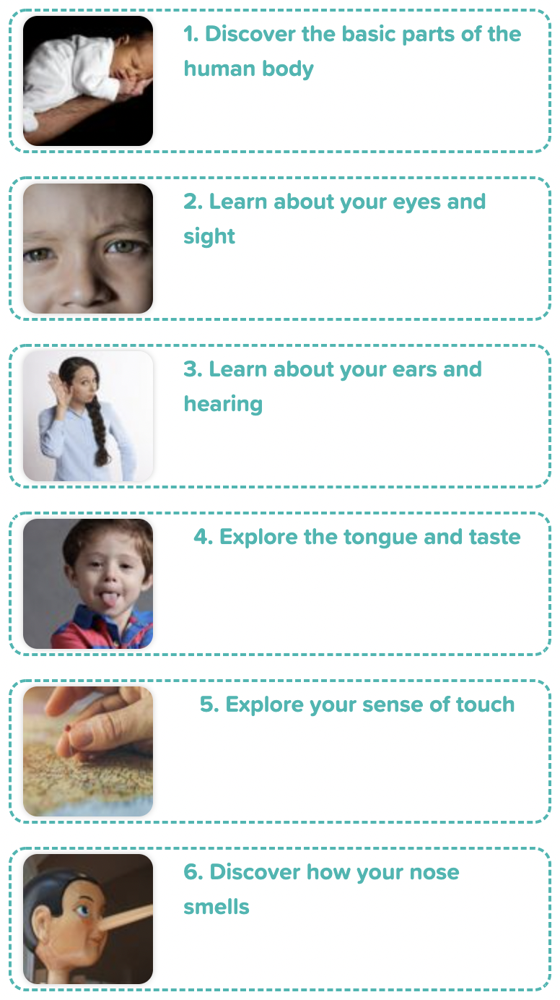 1. Discover the basic parts of the
human body
2. Learn about your eyes and
sight
3. Learn about your ears and
hearing
4. Explore the tongue and taste
5. Explore your sense of touch
6. Discover how your nose
smells